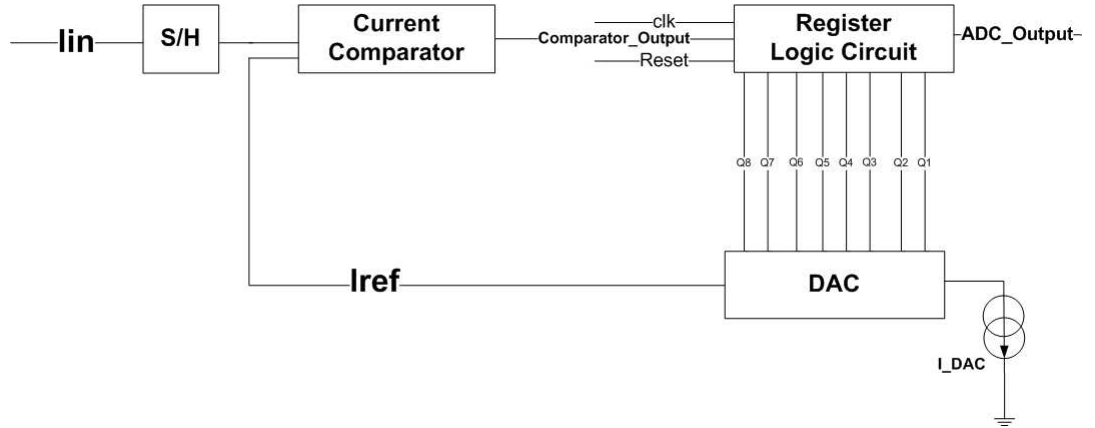 Iin
S/H
Current
Comparator
clk
Comparator_Output
Reset
Register
Logic Circuit
ADC_Output
Q8 Q7 Q6 Q5 Q4 Q3 Q2 Q1
Iref
DAC
I_DAC